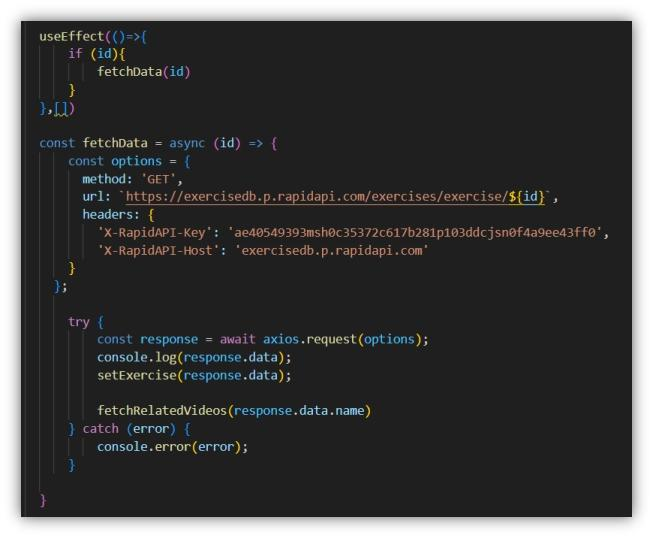 useEffect(()=>{
if (id){
fetchData(id)
}
},[])
const fetchData = async (id) => {
const options = {
method: 'GET',
url: `https://exercisedb.p.rapidapi.com/exercises/exercise/${id}`,
headers: {
'X-RapidAPI-Key': 'ae40549393msh0c35372c617b281p103ddcjsn0f4a9ee43ff0',
'X-RapidAPI-Host': 'exercisedb.p.rapidapi.com'
}
};
try {
const response = await axios.request(options);
console.log(response.data);
setExercise(response.data);
fetchRelatedVideos(response.data.name)
} catch (error) {
console.error(error);
}
}